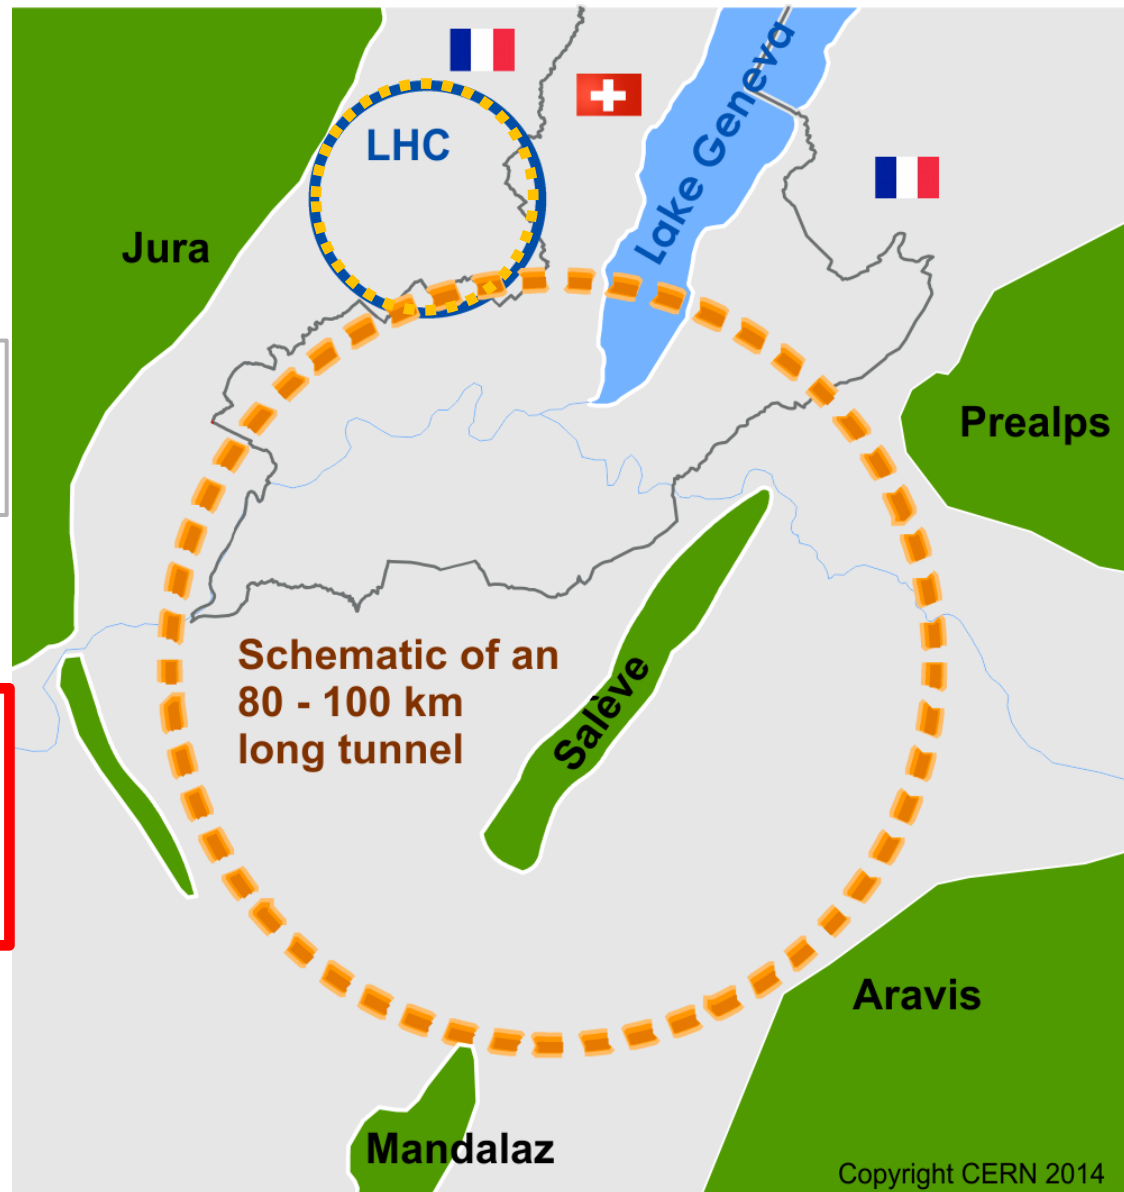 LHC
Lake Geneva
Jura
Prealps
Schematic of an
80 - 100 km
long tunnel
Salève
Aravis
Mandalaz
Copyright CERN 2014